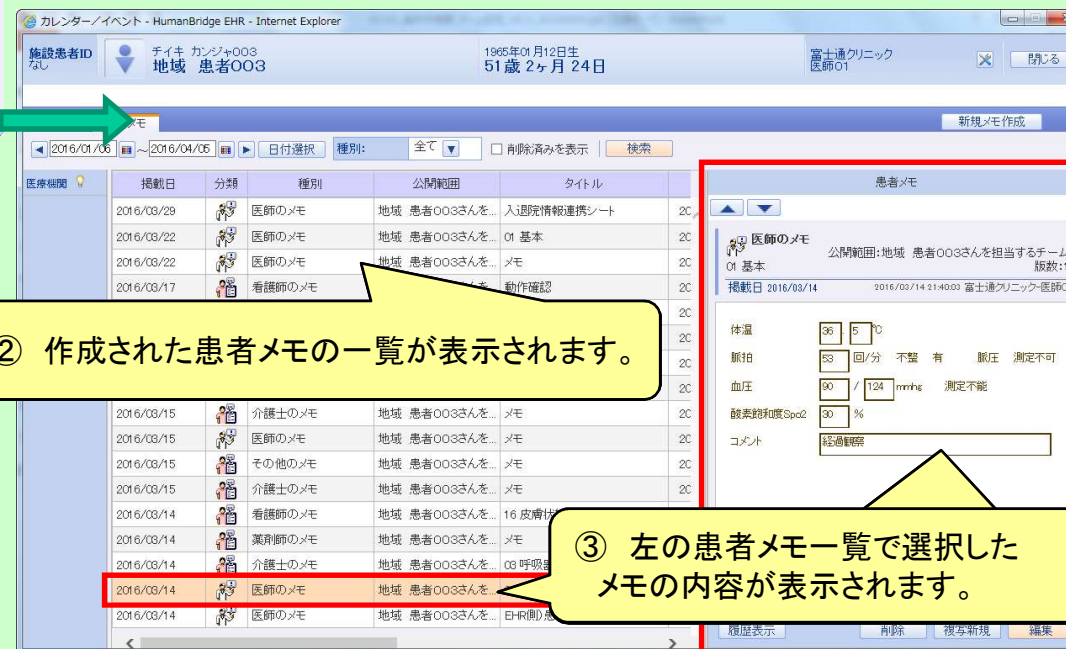 カレンダー／イベント - HumanBridge EHR - Internet Explorer
施設患者ID
なし
チイキ カンジャ003
地域 患者003
1965年01月12日生
51歳 2ヶ月 24日
富士通クリニック
医師01
閉じる
メモ
新規メモ作成
2016/01/06 ～ 2016/04/05 日付選択 種別: 全て 削除済みを表示 検索
医療機関
掲載日 分類 種別 公開範囲 タイトル
2016/03/29 医師のメモ 地域 患者003さんを... 入退院情報連携シート 20
2016/03/22 医師のメモ 地域 患者003さんを... 01 基本 20
2016/03/22 医師のメモ 地域 患者003さんを... メモ 20
2016/03/17 看護師のメモ 動作確認 20
20
20
20
20
② 作成された患者メモの一覧が表示されます。
2016/03/15 介護士のメモ 地域 患者003さんを... メモ 20
2016/03/15 医師のメモ 地域 患者003さんを... メモ 20
2016/03/15 その他のメモ 地域 患者003さんを... メモ 20
2016/03/15 介護士のメモ 地域 患者003さんを... メモ 20
2016/03/14 看護師のメモ 地域 患者003さんを... 16 皮膚状
2016/03/14 薬剤師のメモ 地域 患者003さんを... メモ
2016/03/14 介護士のメモ 地域 患者003さんを... 03 呼吸器
2016/03/14 医師のメモ 地域 患者003さんを...
2016/03/14 医師のメモ 地域 患者003さんを... EHR側)患
患者メモ
医師のメモ
01 基本
公開範囲:地域 患者003さんを担当するチーム
版数:1
掲載日 2016/03/14 2016/03/14 21:40:03 富士通クリニック-医師0
体温 36 . 5 ℃
脈拍 53 回/分 不整 有 脈圧 測定不可
血圧 90 / 124 mmhg 測定不能
酸素飽和度Spo2 30 %
コメント 経過観察
③ 左の患者メモ一覧で選択した
メモの内容が表示されます。
履歴表示 削除 複写新規 編集